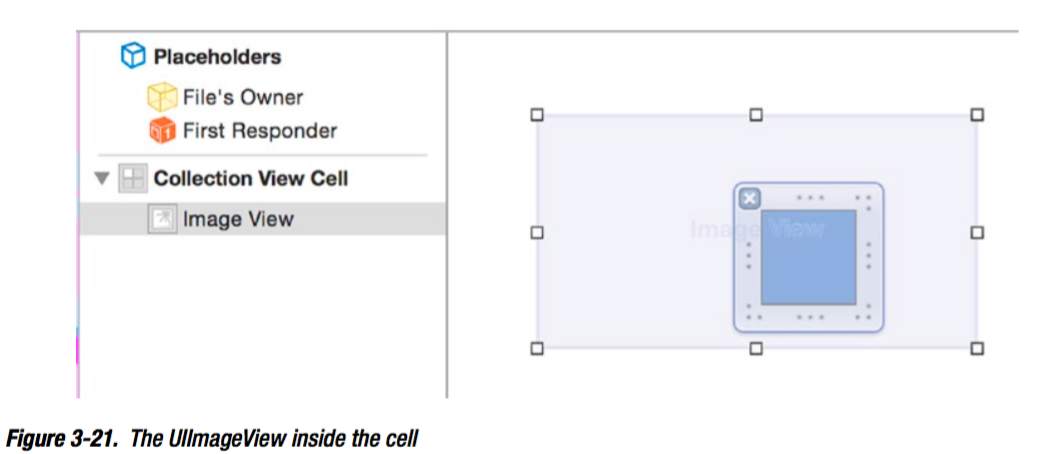 Placeholders
File's Owner
First Responder
Collection View Cell
Image View
Image View
Figure 3-21. The UIImageView inside the cell